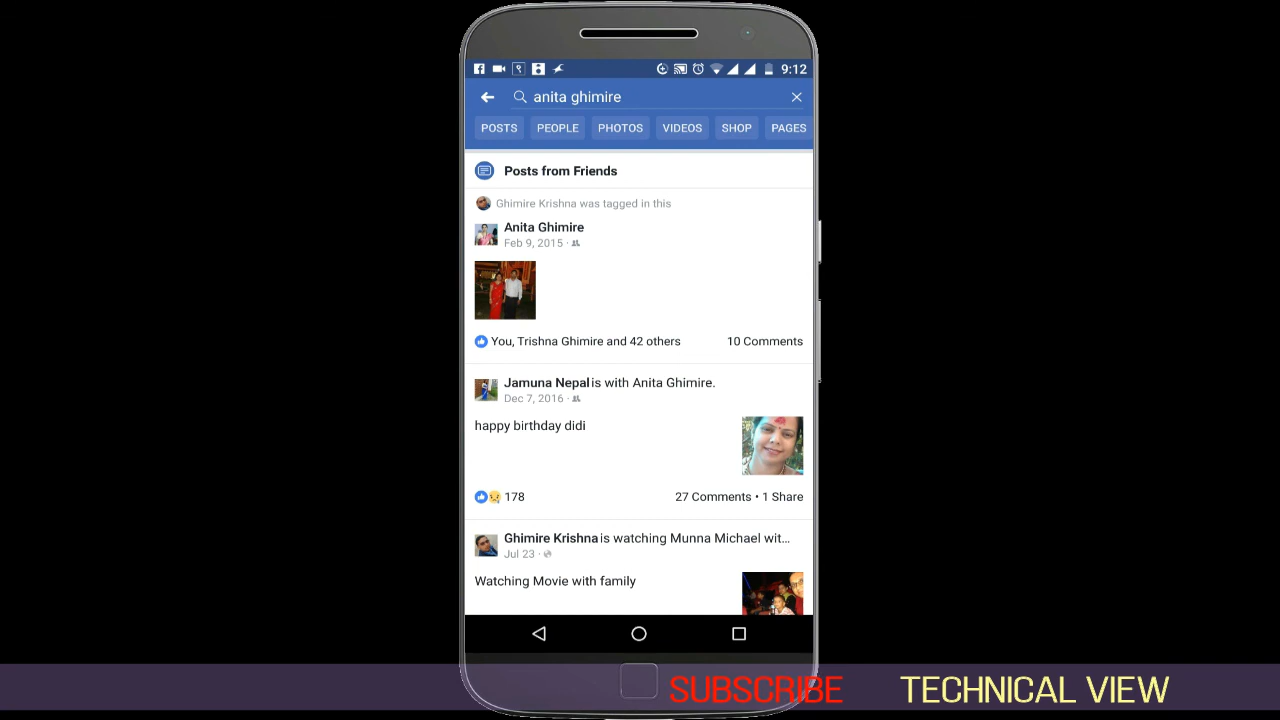 9:12
anita ghimire
POSTS PEOPLE PHOTOS VIDEOS SHOP PAGES
Posts from Friends
Ghimire Krishna was tagged in this
Anita Ghimire
Feb 9, 2015 ·
You, Trishna Ghimire and 42 others 10 Comments
Jamuna Nepal is with Anita Ghimire.
Dec 7, 2016 ·
happy birthday didi
178 27 Comments • 1 Share
Ghimire Krishna is watching Munna Michael wit...
Jul 23 ·
Watching Movie with family
SUBSCRIBE TECHNICAL VIEW